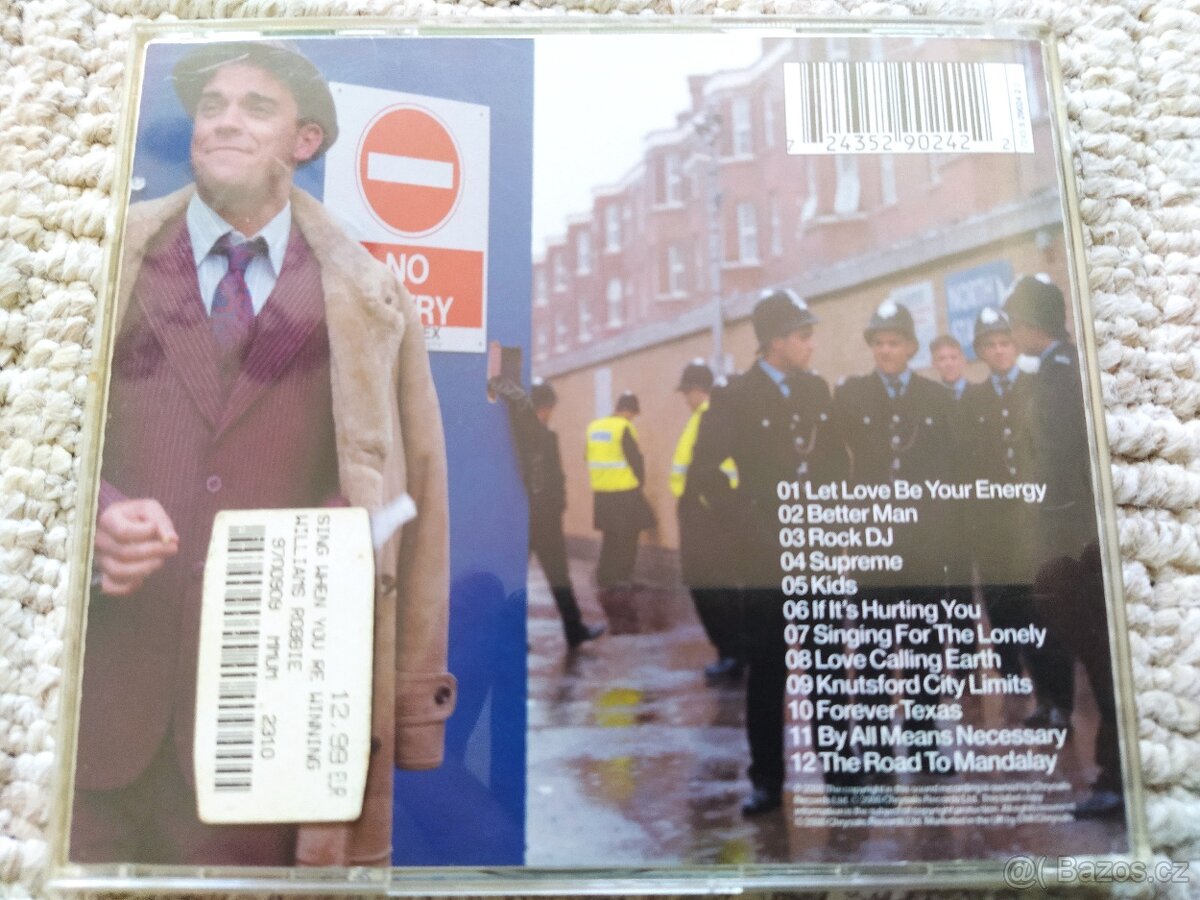 NO
RY
7 24352 90242 2
NORTH
01 Let Love Be Your Energy
02 Better Man
03 Rock DJ
04 Supreme
05 Kids
06 If It's Hurting You
07 Singing For The Lonely
08 Love Calling Earth
09 Knutsford City Limits
10 Forever Texas
11 By All Means Necessary
12 The Road To Mandalay
12.99 EUR
SING WHEN YOU RE WINNING
WILLIAMS ROBBIE
2310
@( Bazos.cz